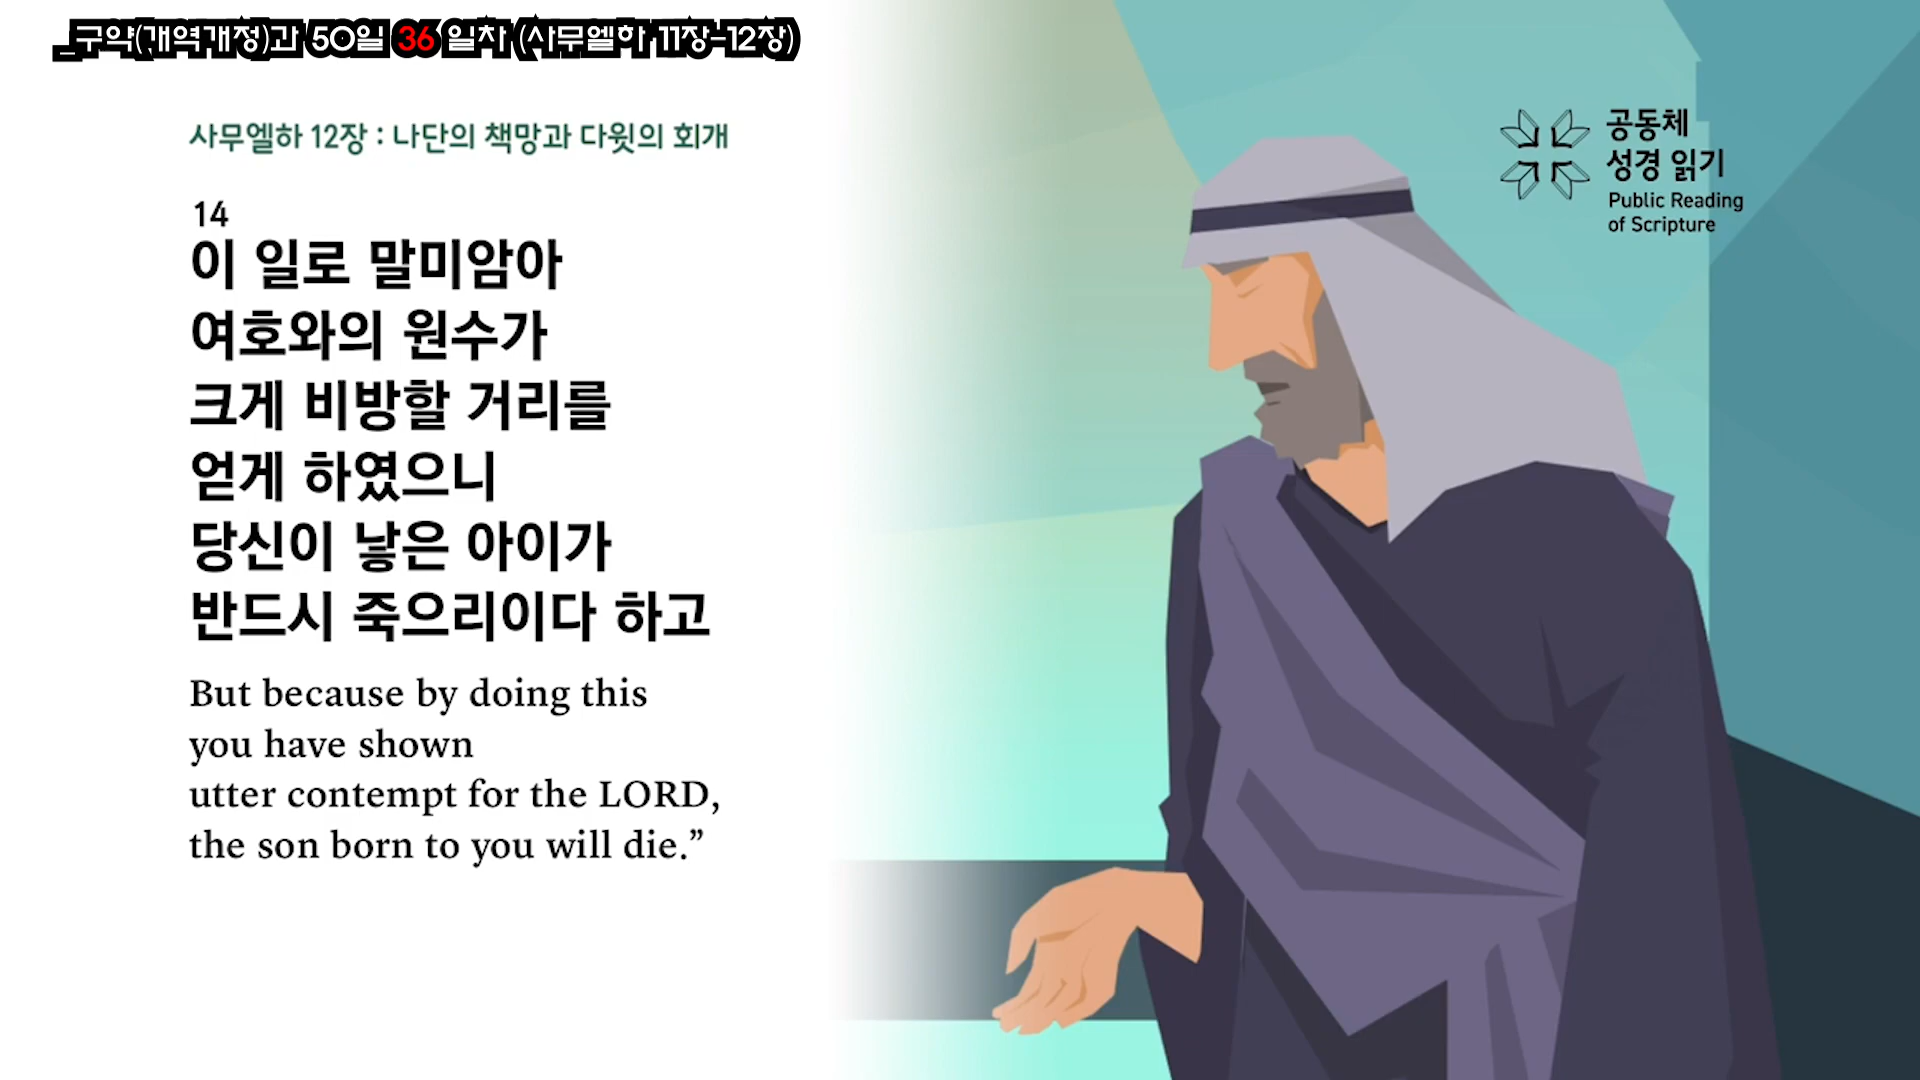 _구약(개역개정)과 50일 36 일차 (사무엘하 11장-12장)
사무엘하 12장 : 나단의 책망과 다윗의 회개
14
이 일로 말미암아
여호와의 원수가
크게 비방할 거리를
얻게 하였으니
당신이 낳은 아이가
반드시 죽으리이다 하고
But because by doing this
you have shown
utter contempt for the LORD,
the son born to you will die.”
공동체
성경 읽기
Public Reading
of Scripture